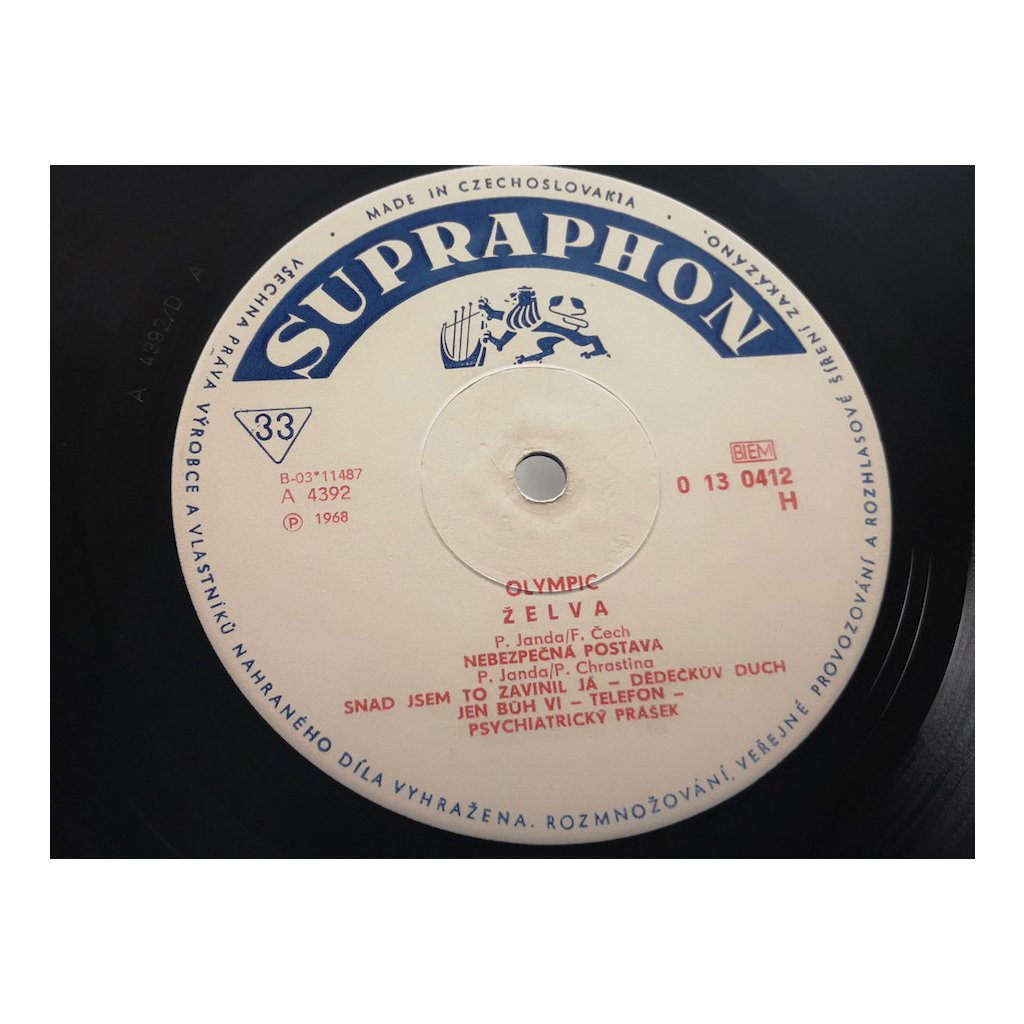 MADE IN CZECHOSLOVAKIA
SUPRAPHON
VŠECHNA PRÁVA VÝROBCE A VLASTNÍKŮ NAHRANÉHO DÍLA VYHRAŽENA. ROZMNOŽOVÁNÍ, VEŘEJNÉ PROVOZOVÁNÍ A ROZHLASOVÉ ŠÍŘENÍ ZAKÁZÁNO.
A 4392/D A
33
B-03*11487
A 4392
Ⓟ 1968
BIEM
0 13 0412
H
OLYMPIC
ŽELVA
P. Janda/F. Čech
NEBEZPEČNÁ POSTAVA
P. Janda/P. Chrastina
SNAD JSEM TO ZAVINIL JÁ – DĚDEČKŮV DUCH
JEN BŮH VÍ – TELEFON –
PSYCHIATRICKÝ PRÁŠEK